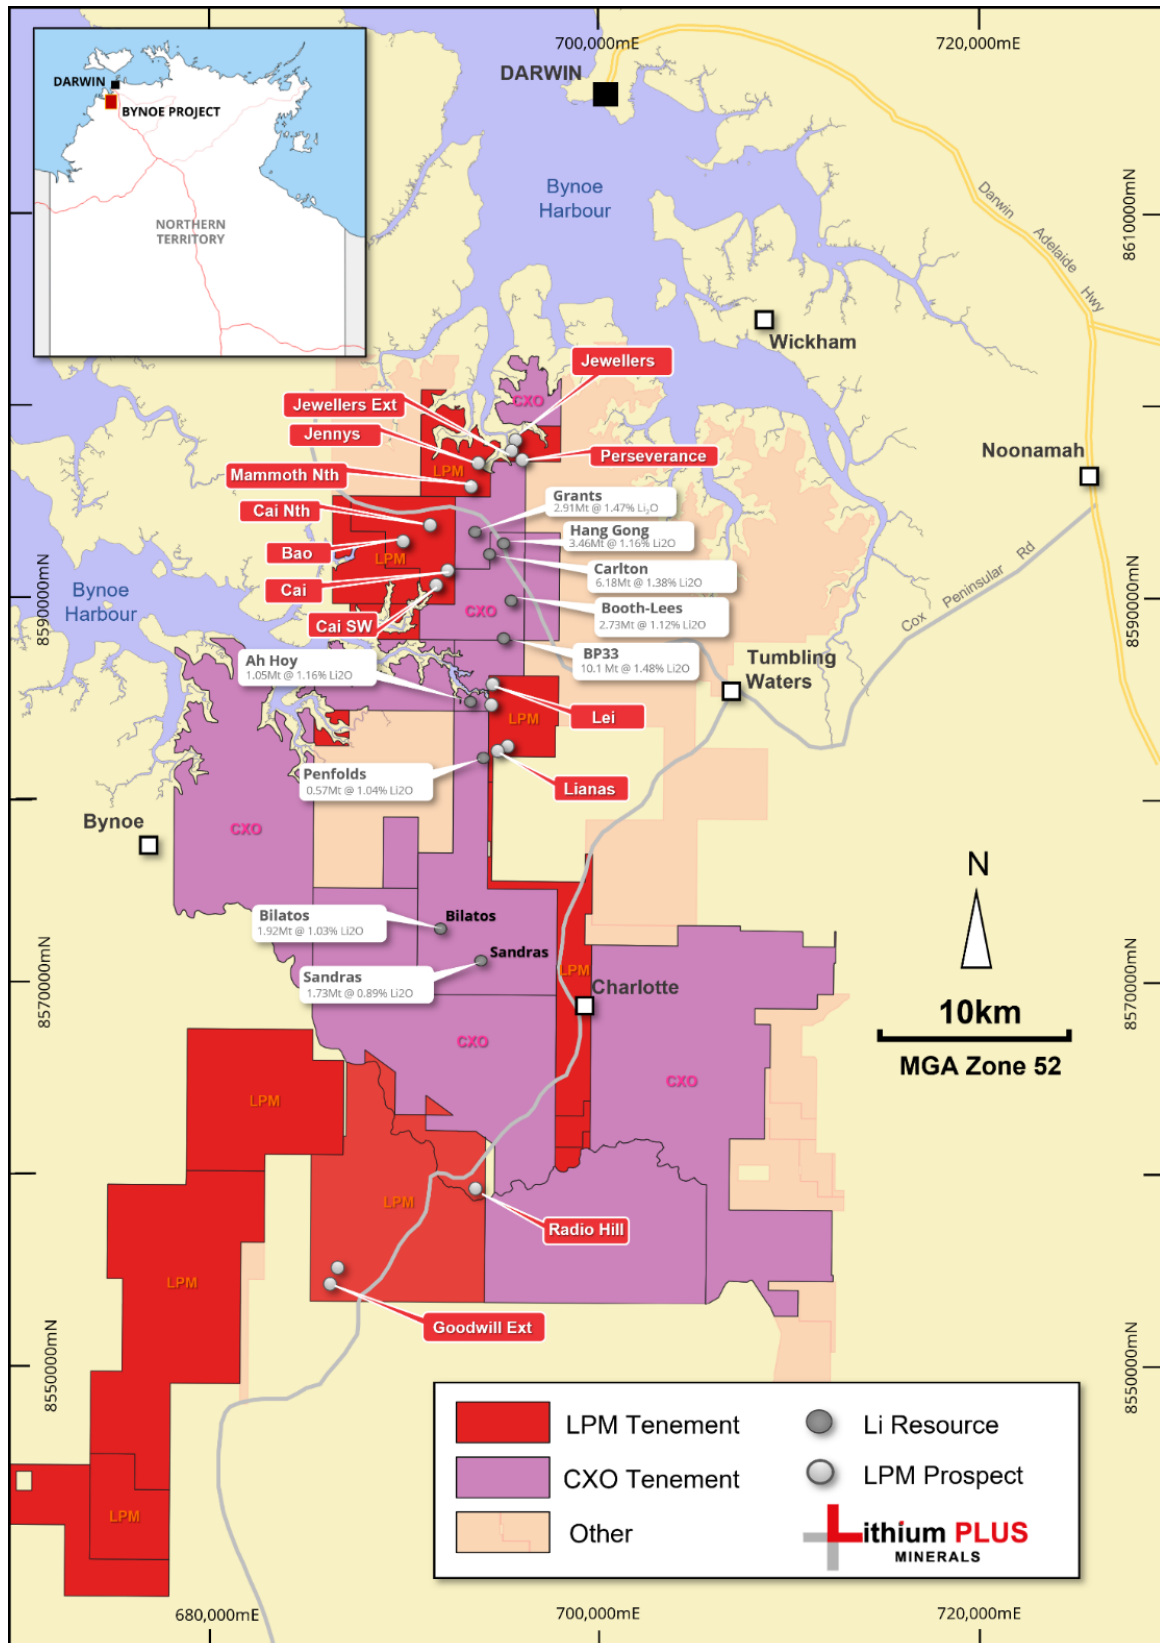 700,000mE
720,000mE
DARWIN
DARWIN
BYNOE PROJECT
NORTHERN
TERRITORY
Bynoe
Harbour
Darwin Adelaide Hwy
8610000mN
Wickham
Jewellers
CXO
Jewellers Ext
Jennys
Perseverance
LPM
Mammoth Nth
Noonamah
Grants
2.91Mt @ 1.47% Li₂O
Cai Nth
Hang Gong
3.46Mt @ 1.16% Li2O
Bao
LPM
Carlton
6.18Mt @ 1.38% Li2O
Cai
Bynoe
Harbour
8590000mN
8590000mN
CXO
Booth-Lees
2.73Mt @ 1.12% Li2O
Cox Peninsular Rd
Cai SW
BP33
10.1 Mt @ 1.48% Li2O
Ah Hoy
1.05Mt @ 1.16% Li2O
Tumbling
Waters
Lei
LPM
Penfolds
0.57Mt @ 1.04% Li2O
Lianas
Bynoe
CXO
N
Bilatos
1.92Mt @ 1.03% Li2O
Bilatos
Sandras
Sandras
1.73Mt @ 0.89% Li2O
LPM
Charlotte
8570000mN
8570000mN
10km
MGA Zone 52
CXO
CXO
LPM
LPM
Radio Hill
LPM
Goodwill Ext
8550000mN
8550000mN
LPM Tenement
Li Resource
CXO Tenement
LPM Prospect
Other
Lithium PLUS
MINERALS
LPM
680,000mE
700,000mE
720,000mE